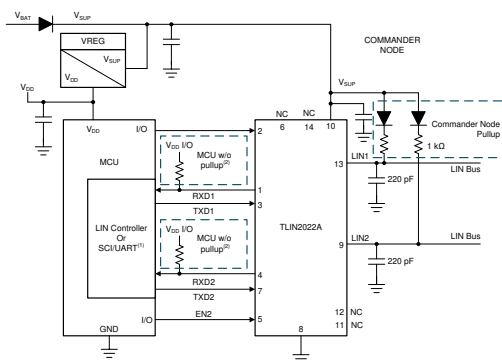 VBAT
VSUP
VREG
VSUP
VDD
VDD
COMMANDER
NODE
VSUP
NC
NC
VDD
I/O
2
6
14
10
MCU
VDD I/O
MCU w/o
pullup(2)
Commander Node
Pullup
1 kΩ
LIN1
13
LIN Bus
1
RXD1
3
TXD1
220 pF
LIN Controller
Or
SCI/UART(1)
VDD I/O
MCU w/o
pullup(2)
TLIN2022A
LIN2
9
LIN Bus
4
RXD2
7
TXD2
220 pF
EN2
I/O
5
12
NC
11
NC
GND
8